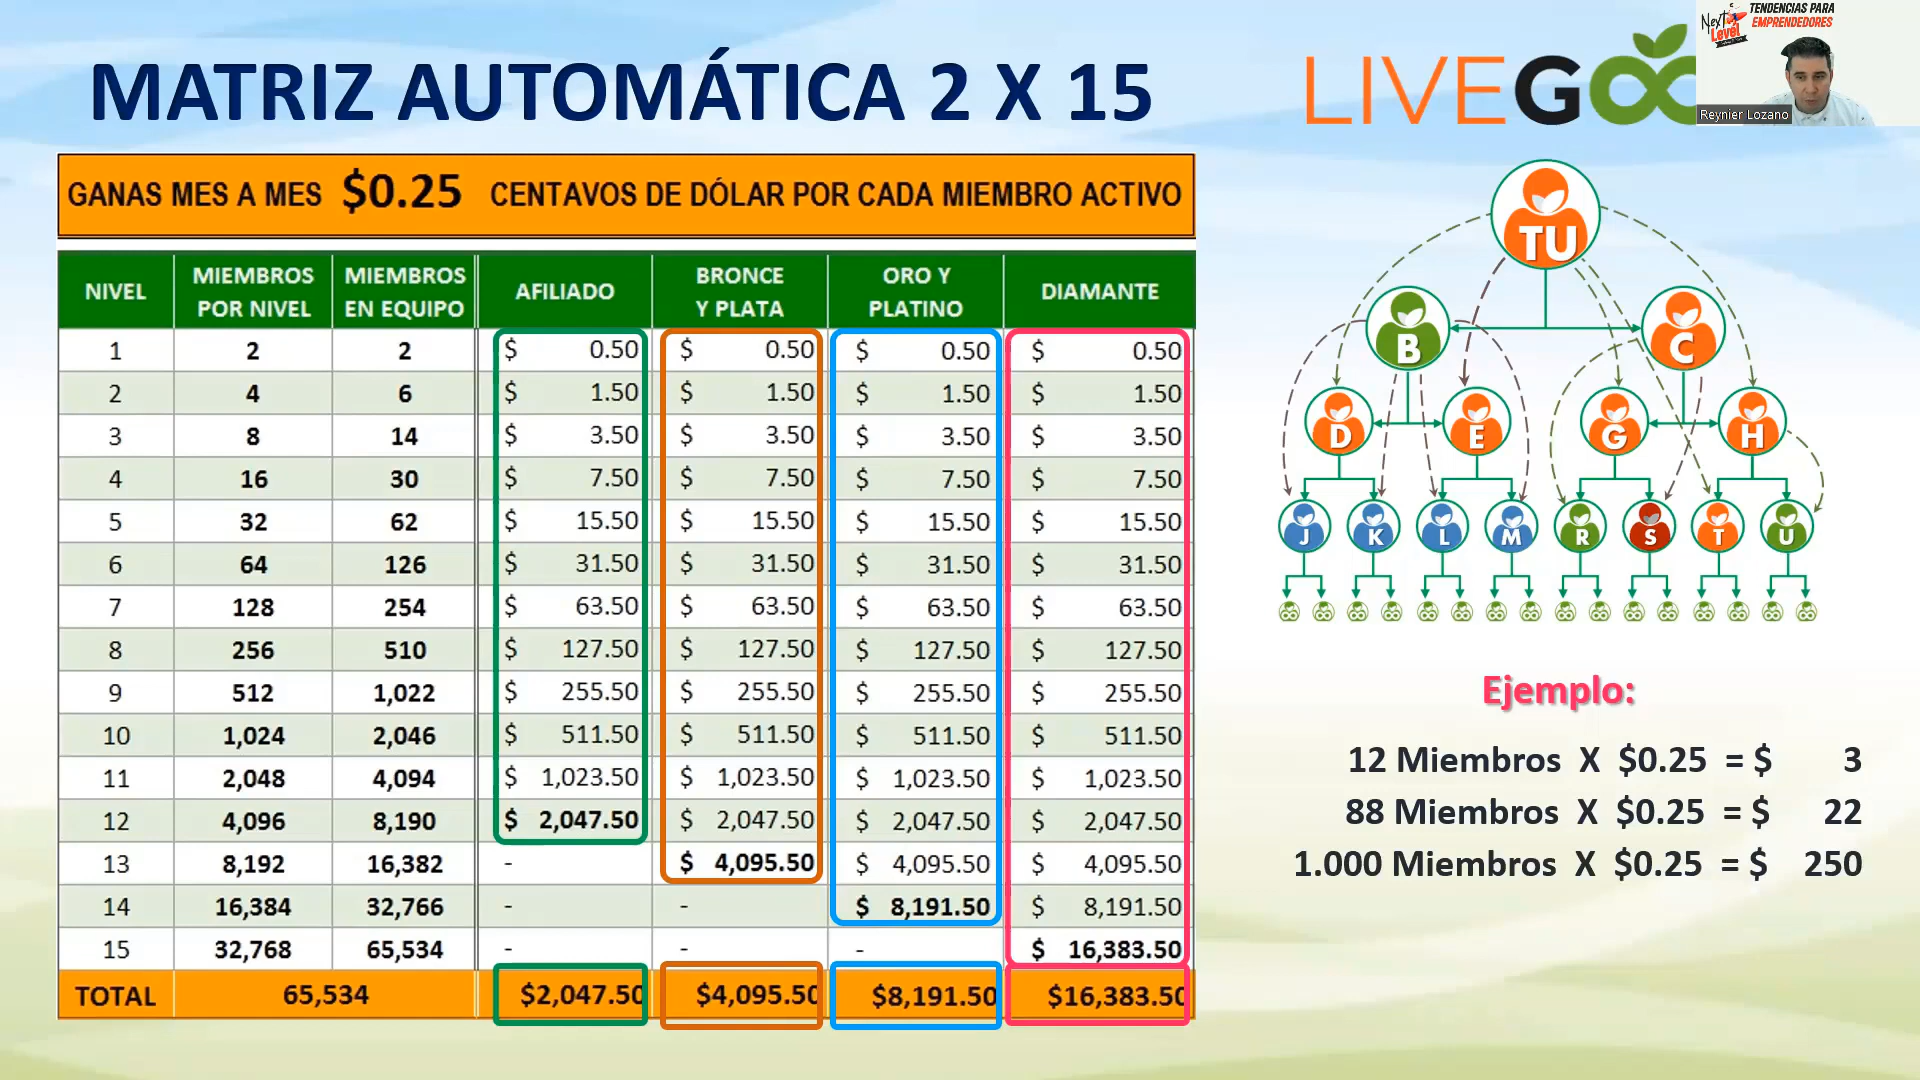 MATRIZ AUTOMÁTICA 2 X 15
LIVEGOO
Next Level
TENDENCIAS PARA
EMPRENDEDORES
Reynier Lozano
GANAS MES A MES $0.25 CENTAVOS DE DÓLAR POR CADA MIEMBRO ACTIVO
NIVEL MIEMBROS POR NIVEL MIEMBROS EN EQUIPO AFILIADO BRONCE Y PLATA ORO Y PLATINO DIAMANTE
1 2 2 $ 0.50 $ 0.50 $ 0.50 $ 0.50
2 4 6 $ 1.50 $ 1.50 $ 1.50 $ 1.50
3 8 14 $ 3.50 $ 3.50 $ 3.50 $ 3.50
4 16 30 $ 7.50 $ 7.50 $ 7.50 $ 7.50
5 32 62 $ 15.50 $ 15.50 $ 15.50 $ 15.50
6 64 126 $ 31.50 $ 31.50 $ 31.50 $ 31.50
7 128 254 $ 63.50 $ 63.50 $ 63.50 $ 63.50
8 256 510 $ 127.50 $ 127.50 $ 127.50 $ 127.50
9 512 1,022 $ 255.50 $ 255.50 $ 255.50 $ 255.50
10 1,024 2,046 $ 511.50 $ 511.50 $ 511.50 $ 511.50
11 2,048 4,094 $ 1,023.50 $ 1,023.50 $ 1,023.50 $ 1,023.50
12 4,096 8,190 $ 2,047.50 $ 2,047.50 $ 2,047.50 $ 2,047.50
13 8,192 16,382 - $ 4,095.50 $ 4,095.50 $ 4,095.50
14 16,384 32,766 - - $ 8,191.50 $ 8,191.50
15 32,768 65,534 - - - $ 16,383.50
TOTAL 65,534 $2,047.50 $4,095.50 $8,191.50 $16,383.50
TU
B C
D E G H
J K L M R S T U
Ejemplo:
12 Miembros X $0.25 = $ 3
88 Miembros X $0.25 = $ 22
1.000 Miembros X $0.25 = $ 250